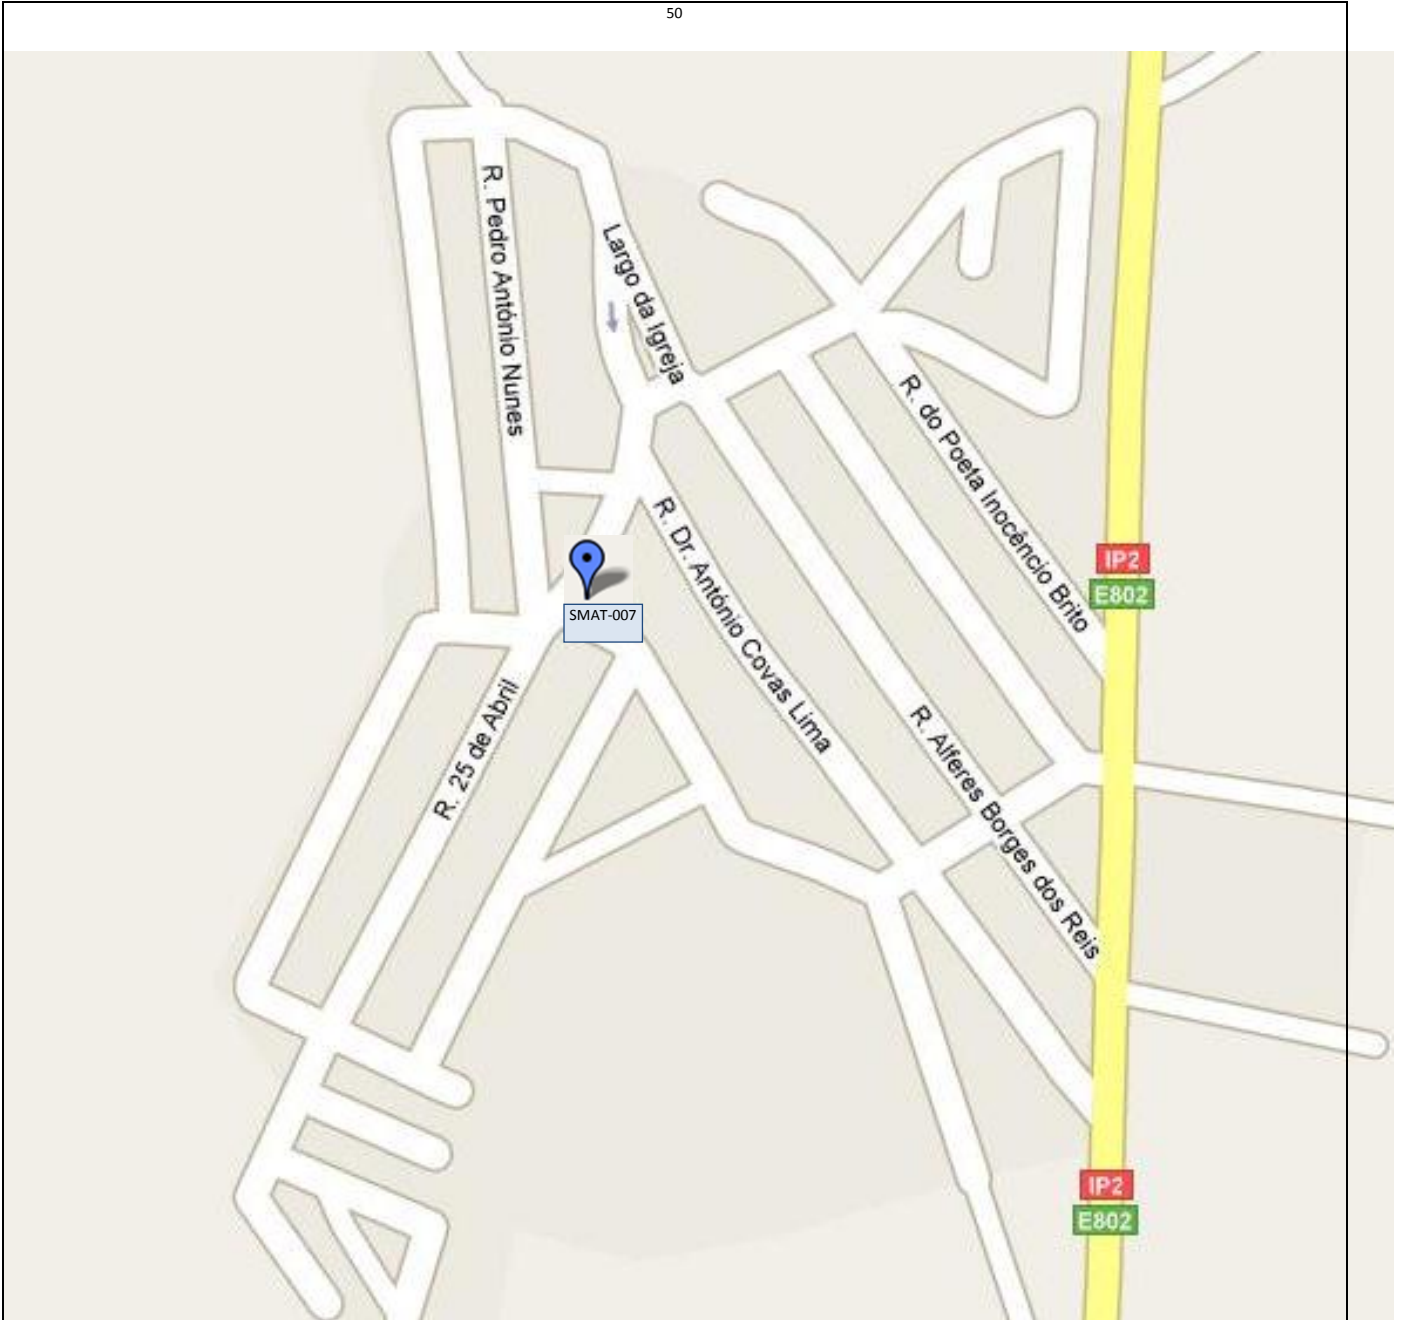 50
R. Pedro António Nunes
Largo da Igreja
R. do Poeta Inocêncio Brito
R. Dr. António Covas Lima
IP2
E802
SMAT-007
R. 25 de Abril
R. Alferes Borges dos Reis
IP2
E802